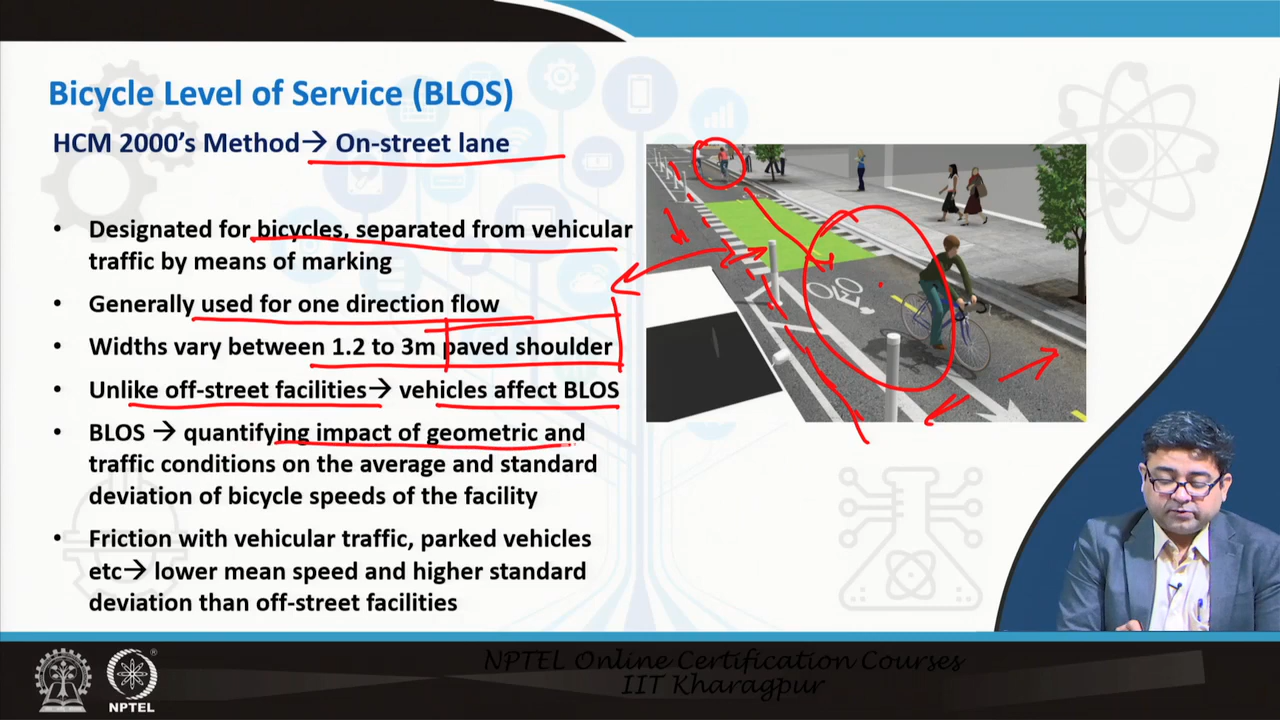 Bicycle Level of Service (BLOS)
HCM 2000's Method→ On-street lane
• Designated for bicycles, separated from vehicular
traffic by means of marking
• Generally used for one direction flow
• Widths vary between 1.2 to 3m paved shoulder
• Unlike off-street facilities→ vehicles affect BLOS
• BLOS → quantifying impact of geometric and
traffic conditions on the average and standard
deviation of bicycle speeds of the facility
• Friction with vehicular traffic, parked vehicles
etc→ lower mean speed and higher standard
deviation than off-street facilities
NPTEL Online Certification Courses
IIT Kharagpur
NPTEL